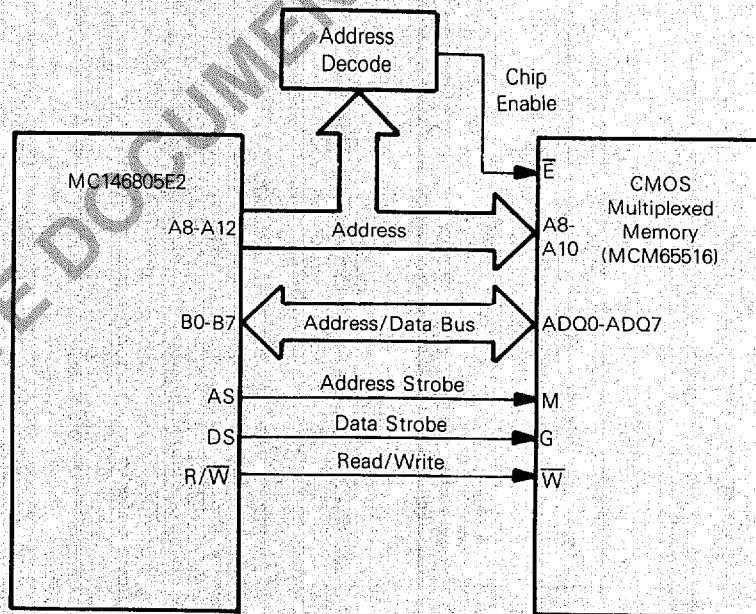 Address
Decode
Chip
Enable
MC146805E2
E̅
CMOS
Multiplexed
Memory
(MCM65516)
A8-A12
Address
A8-
A10
B0-B7
Address/Data Bus
ADQ0-ADQ7
AS
Address Strobe
M
DS
Data Strobe
G
R/W̅
Read/Write
W̅
E DOCUMEN